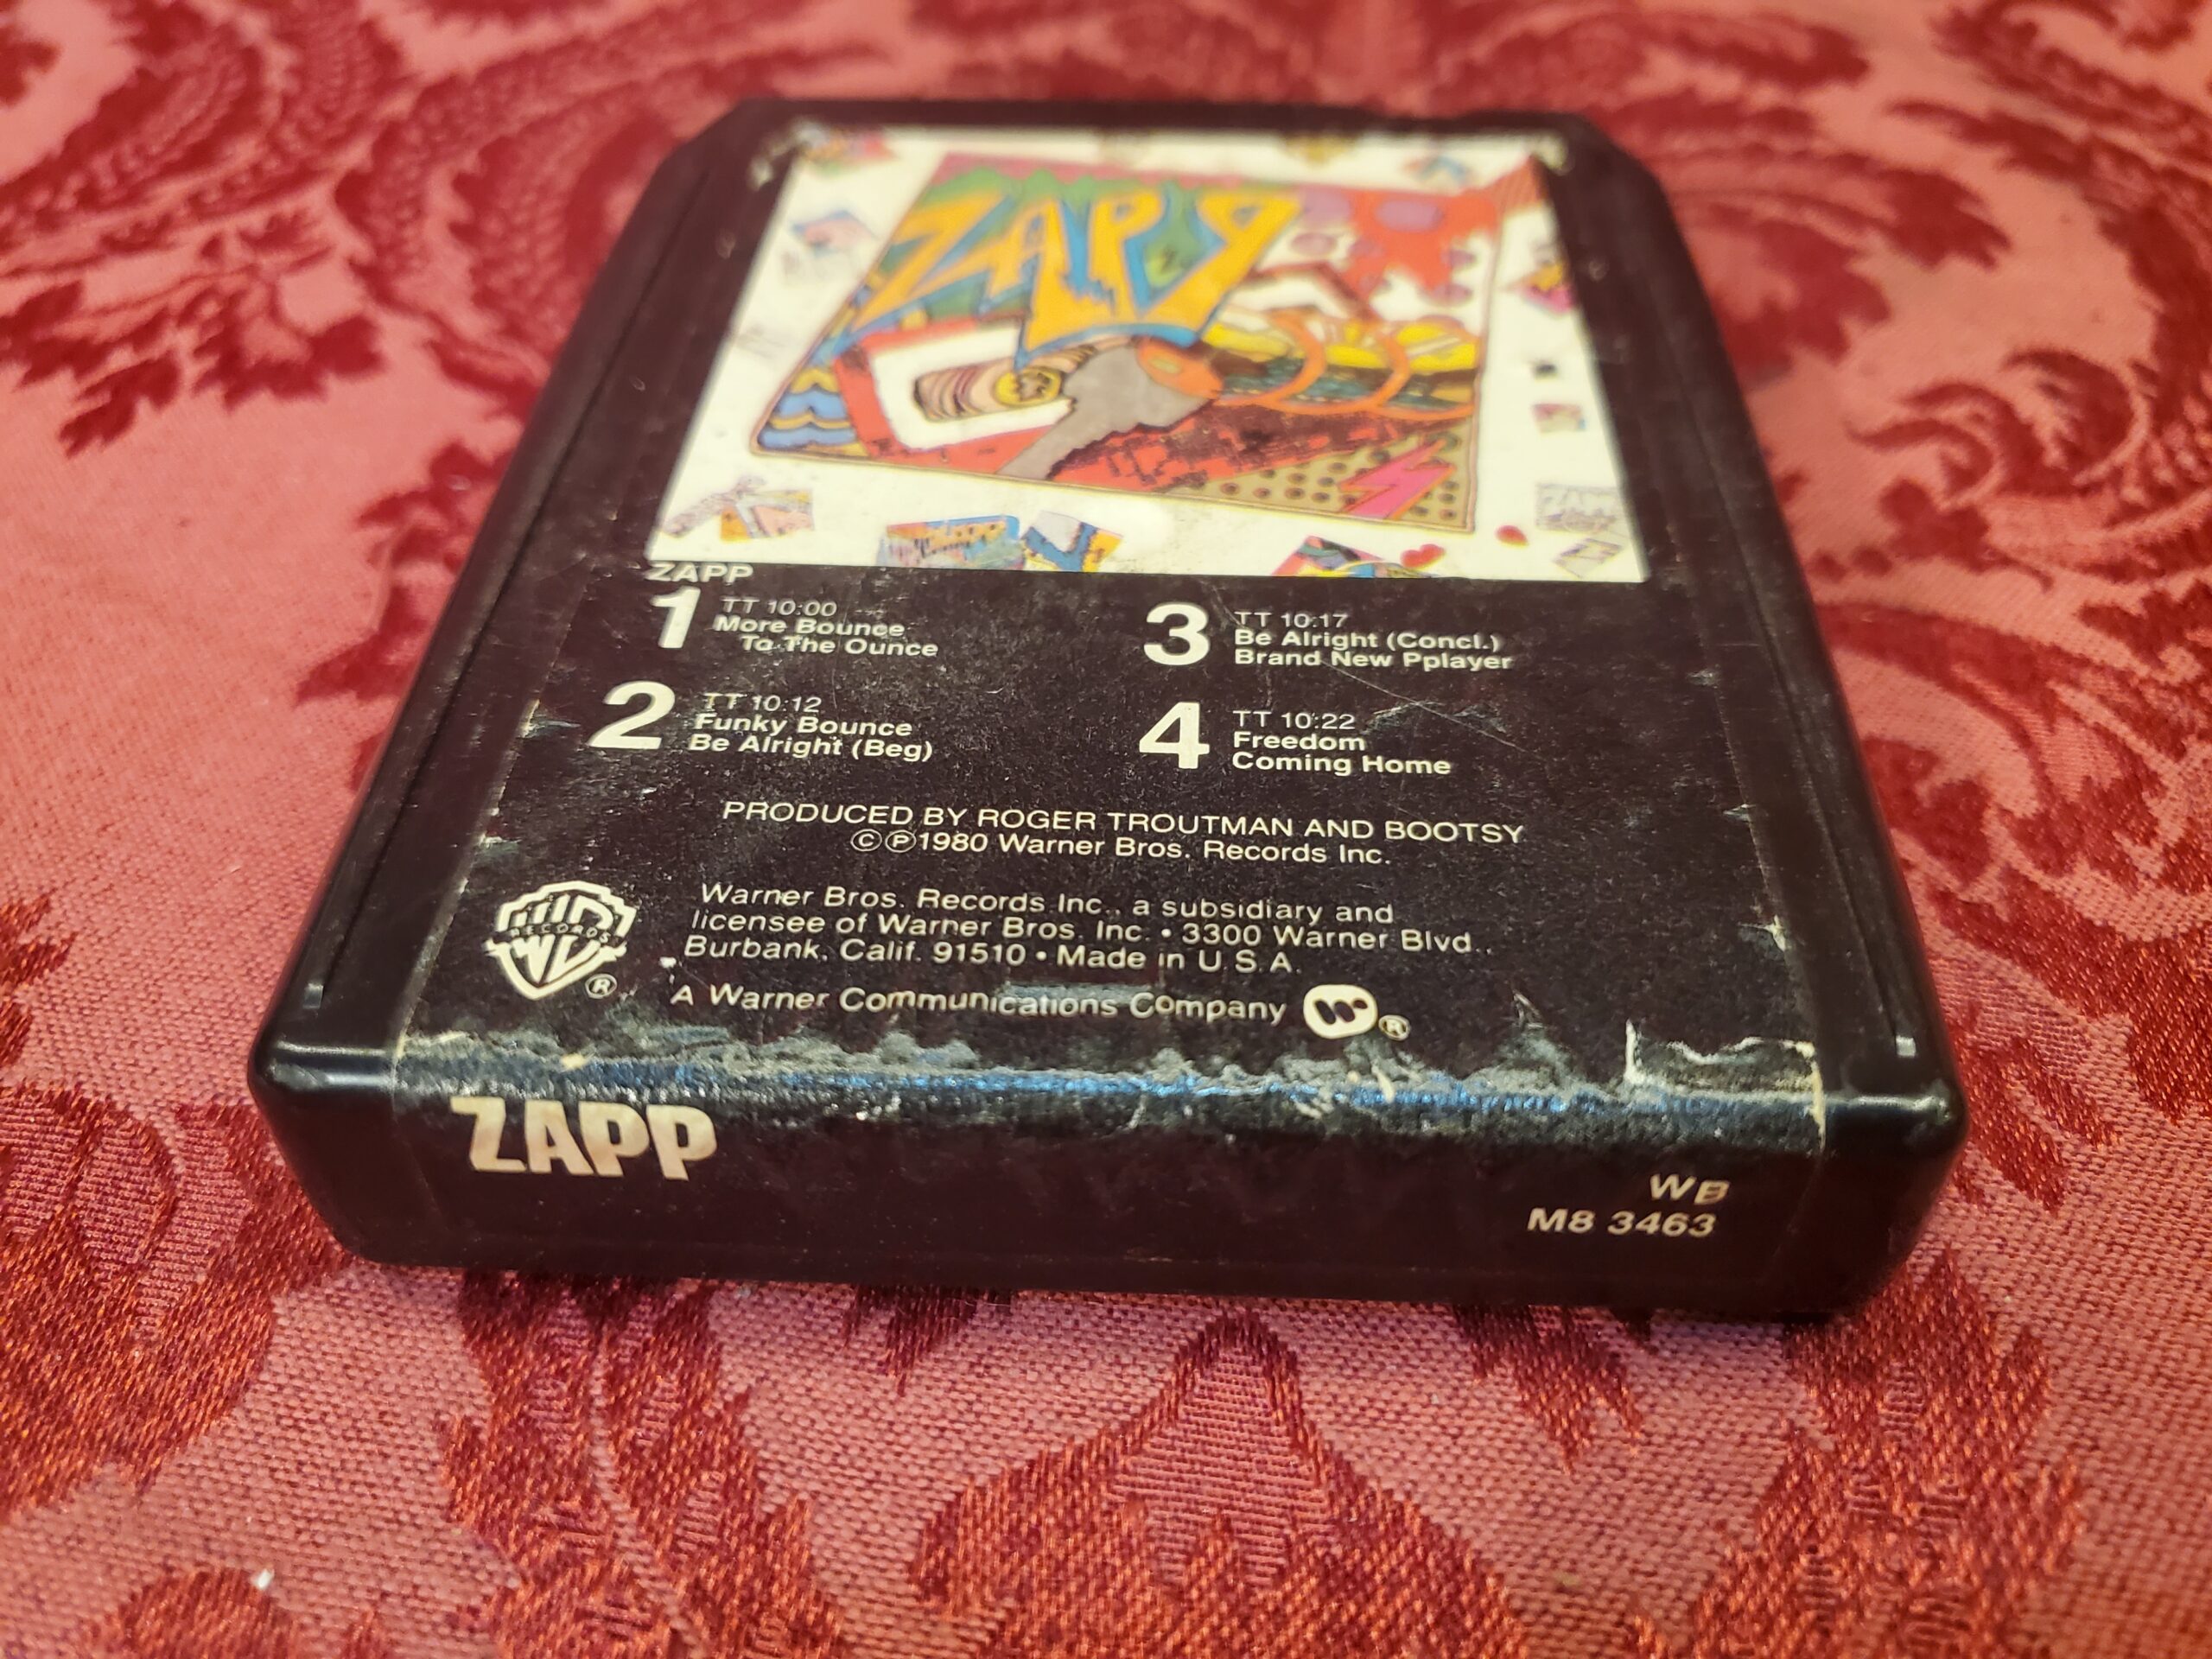 ZAPP
ZAPP
1 TT 10:00
More Bounce
To The Ounce
2 TT 10:12
Funky Bounce
Be Alright (Beg)
3 TT 10:17
Be Alright (Concl.)
Brand New Pplayer
4 TT 10:22
Freedom
Coming Home
PRODUCED BY ROGER TROUTMAN AND BOOTSY
©℗1980 Warner Bros. Records Inc.
RECORDS
®
Warner Bros. Records Inc., a subsidiary and
licensee of Warner Bros. Inc. • 3300 Warner Blvd.,
Burbank, Calif. 91510 • Made in U.S.A.
A Warner Communications Company ®
ZAPP
WB
M8 3463